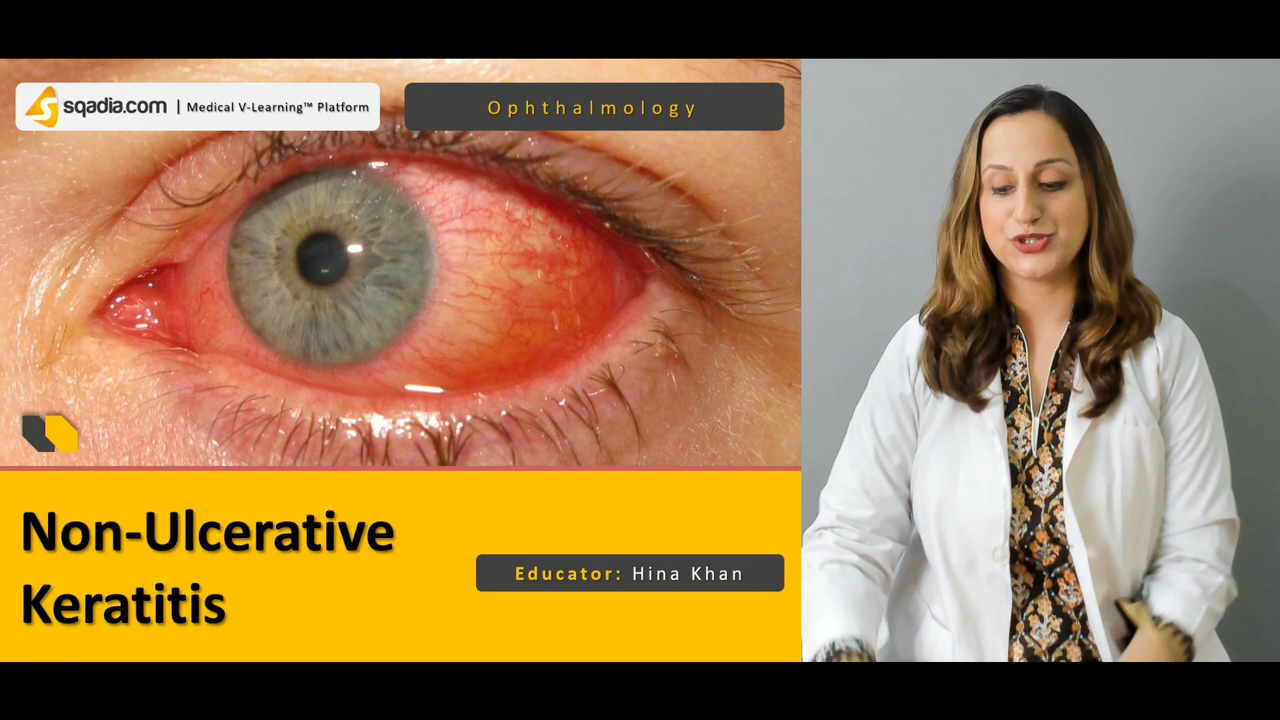 sqadia.com | Medical V-Learning™ Platform
Ophthalmology
Non-Ulcerative
Keratitis
Educator: Hina Khan